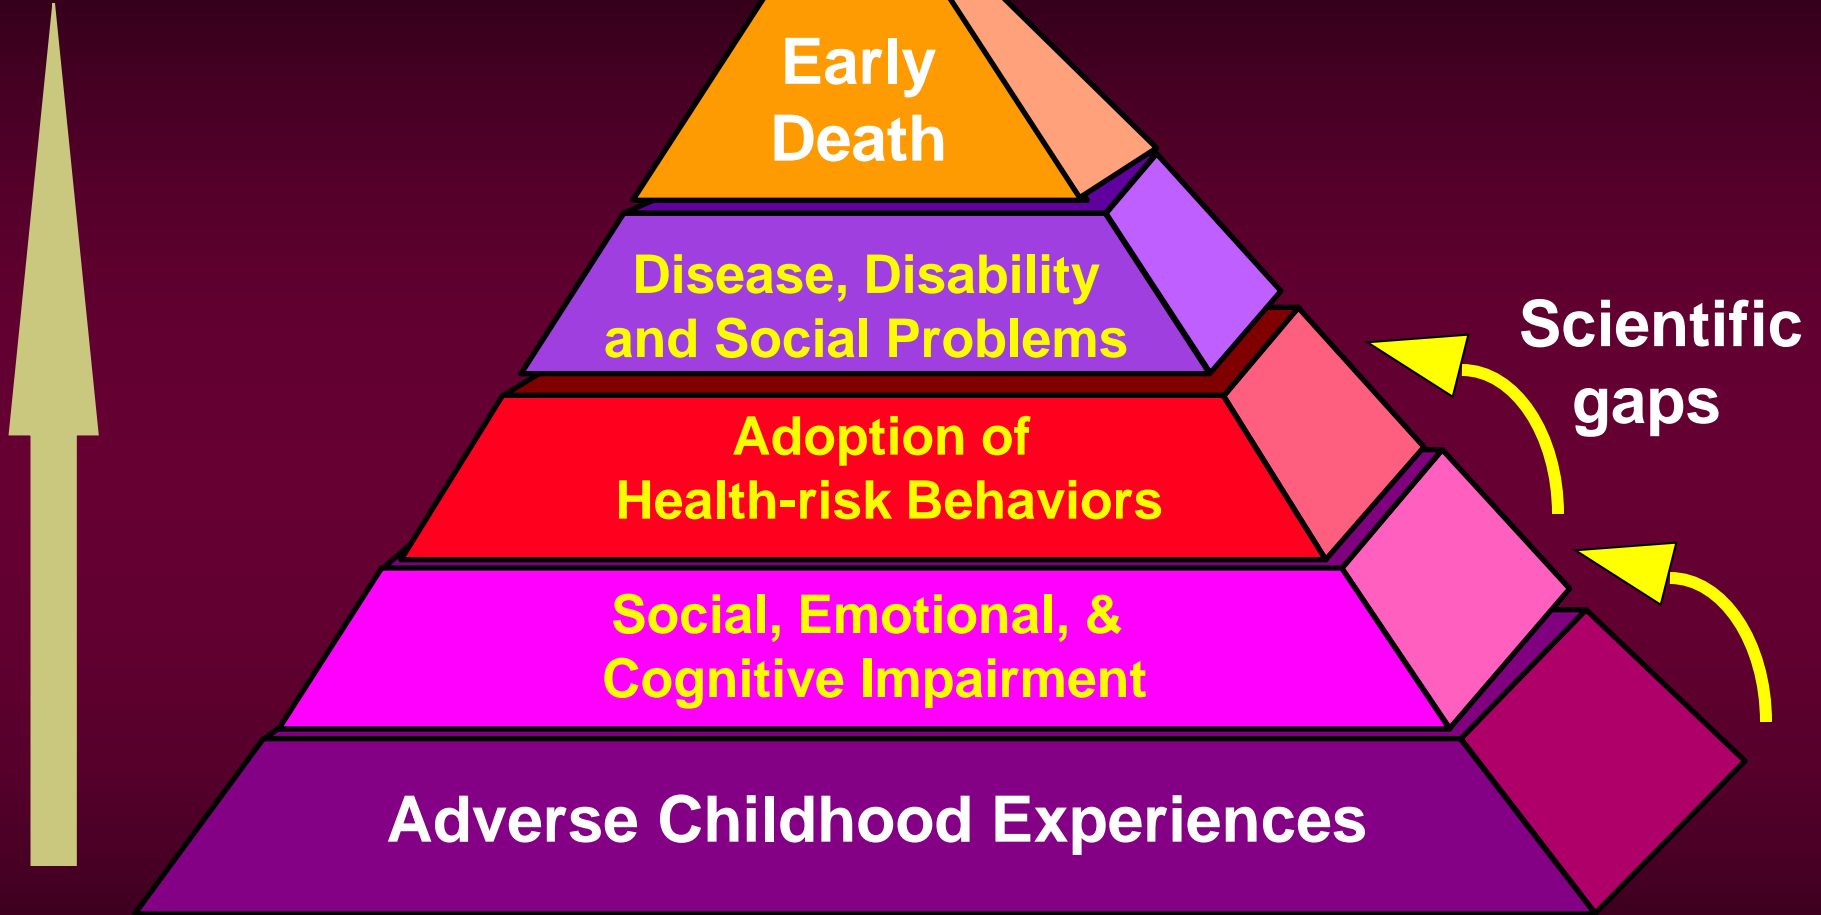 Early
Death
Disease, Disability
and Social Problems
Scientific
gaps
Adoption of
Health-risk Behaviors
Social, Emotional, &
Cognitive Impairment
Adverse Childhood Experiences